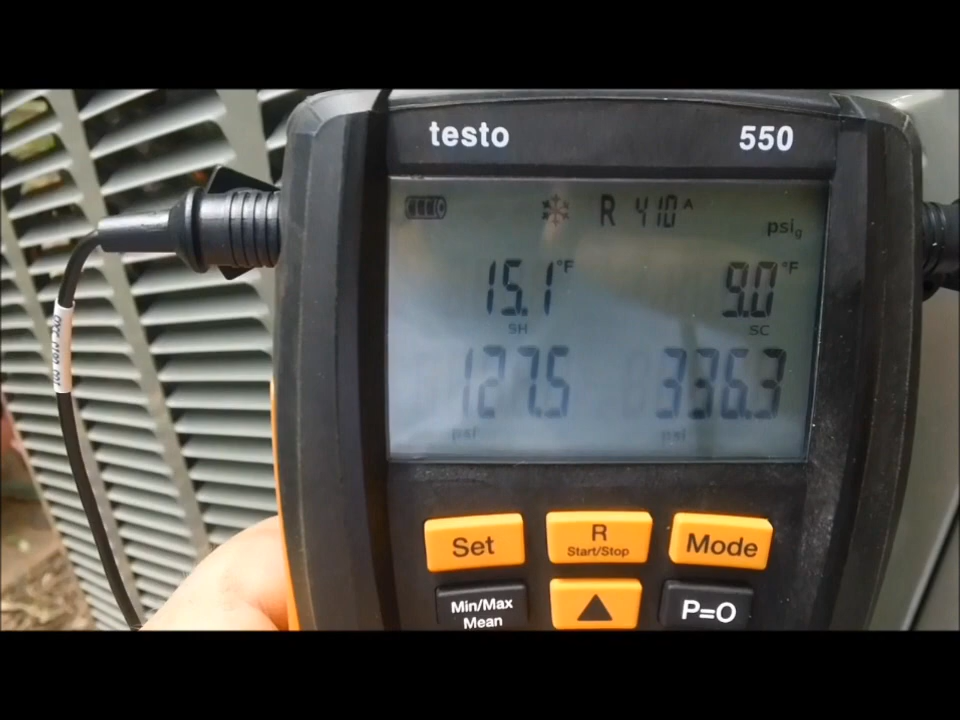 testo 550
R 410A
psig
15.1 °F 9.0 °F
SH SC
127.5 336.3
psi psi
Set R Start/Stop Mode
Min/Max Mean P=O